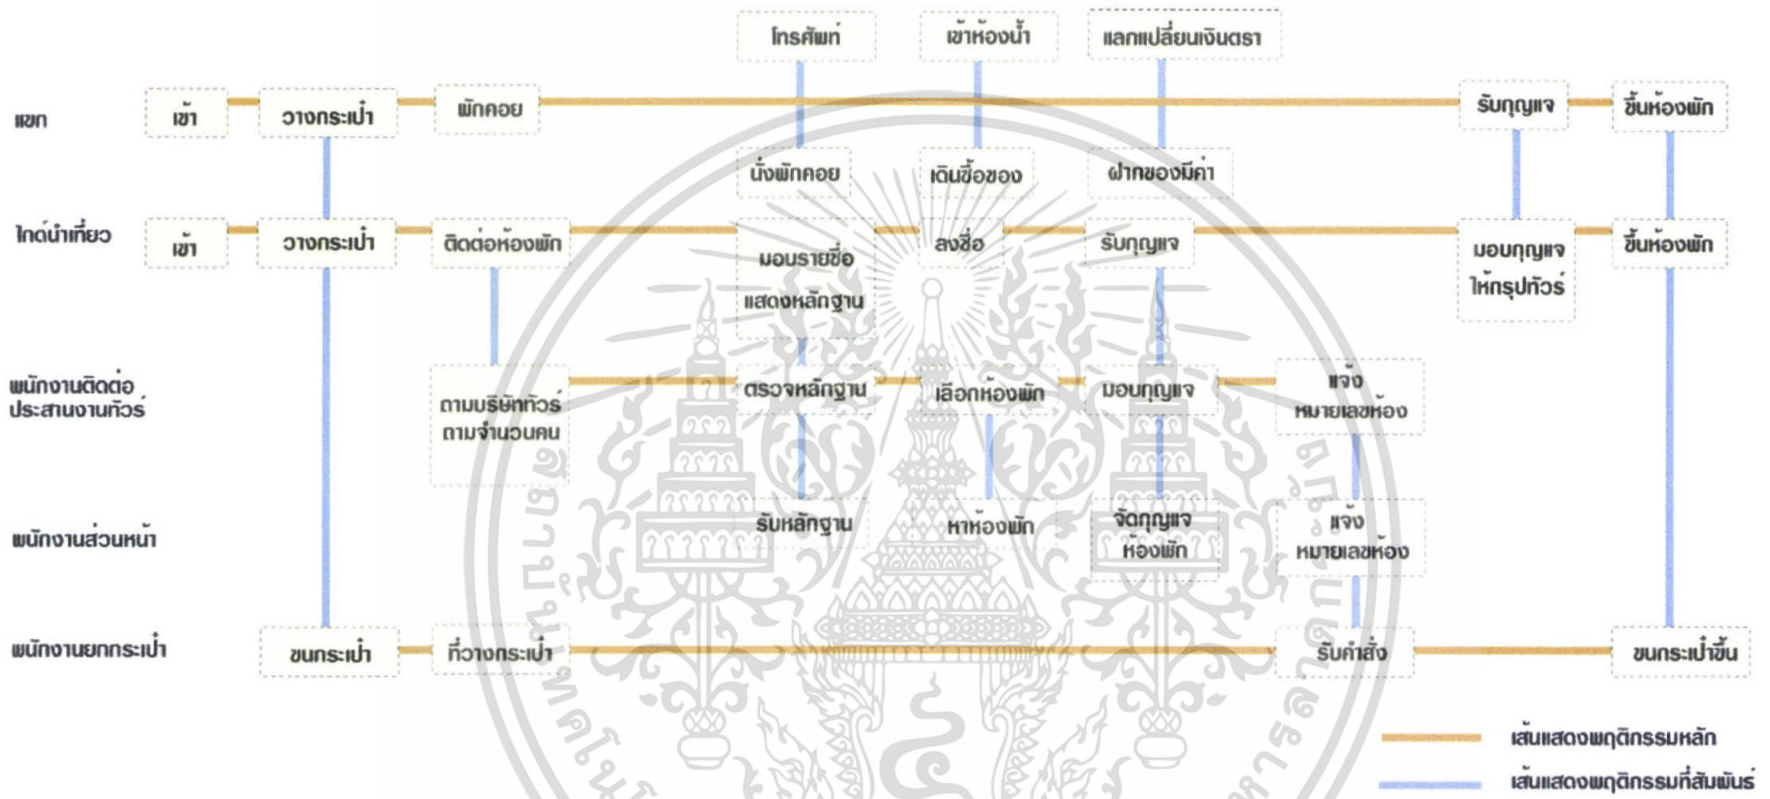 โทรศัพท์ เข้าห้องน้ำ แลกเปลี่ยนเงินตรา
แขก เข้า วางกระเป๋า พักคอย รับกุญแจ ขึ้นห้องพัก
นั่งพักคอย เดินซื้อของ ฝากของมีค่า
ไกด์นำเที่ยว เข้า วางกระเป๋า ติดต่อห้องพัก ลงชื่อ รับกุญแจ ขึ้นห้องพัก
มอบรายชื่อ
แสดงหลักฐาน
มอบกุญแจ
ให้กรุปทัวร์
พนักงานติดต่อ
ประสานงานทัวร์
ถามบริษัททัวร์
ถามจำนวนคน
ตรวจหลักฐาน เลือกห้องพัก มอบกุญแจ
แจ้ง
หมายเลขห้อง
พนักงานส่วนหน้า รับหลักฐาน หาห้องพัก
จัดกุญแจ
ห้องพัก
แจ้ง
หมายเลขห้อง
พนักงานยกกระเป๋า ขนกระเป๋า ที่วางกระเป๋า รับคำสั่ง ขนกระเป๋าขึ้น
เส้นแสดงพฤติกรรมหลัก
เส้นแสดงพฤติกรรมที่สัมพันธ์